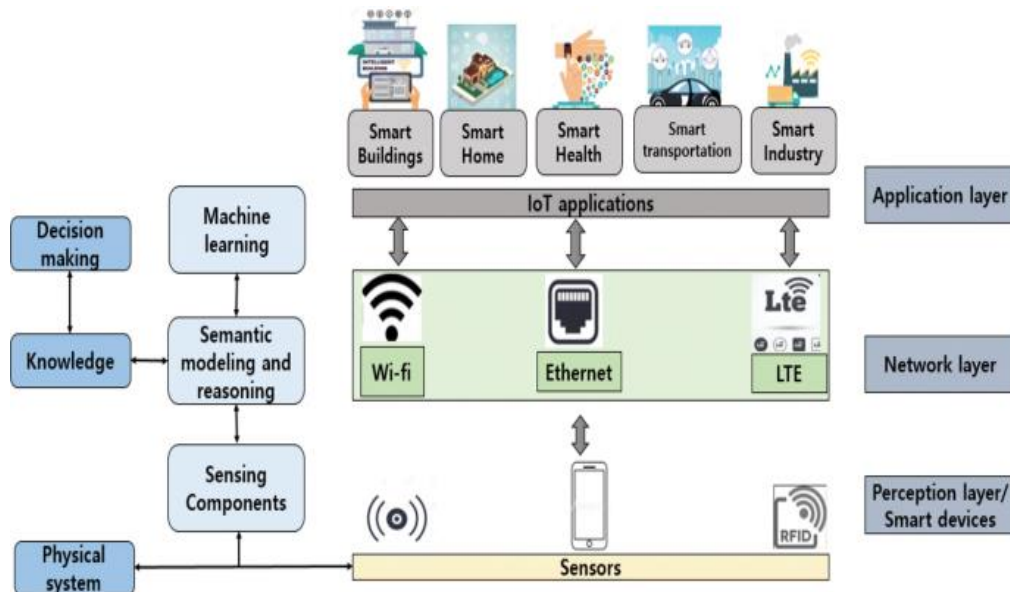 INTELLIGENT
BUILDING
Smart
Buildings
Smart
Home
Smart
Health
Smart
transportation
Smart
Industry
IoT applications
Application layer
Machine
learning
Decision
making
Knowledge
Semantic
modeling and
reasoning
Lte
Wi-fi
Ethernet
LTE
Network layer
Sensing
Components
RFID
Perception layer/
Smart devices
Physical
system
Sensors